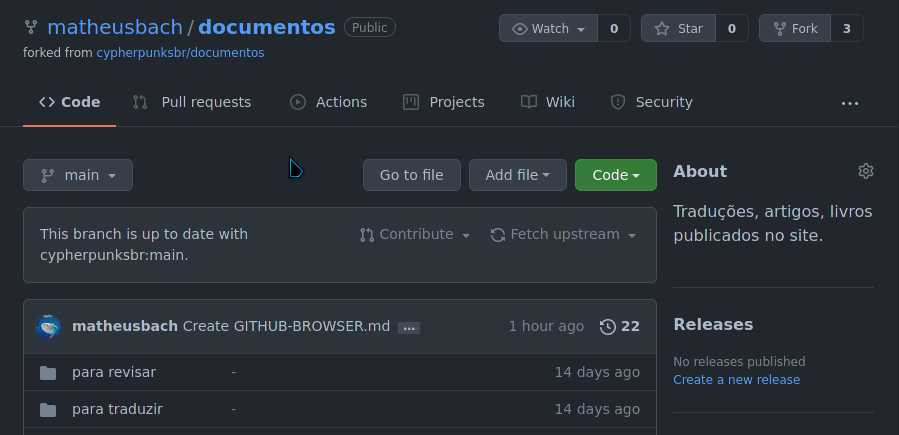 matheusbach / documentos Public
Watch 0 Star 0 Fork 3
forked from cypherpunksbr/documentos
Code Pull requests Actions Projects Wiki Security ...
main Go to file Add file Code
About
Traduções, artigos, livros
publicados no site.
This branch is up to date with
cypherpunksbr:main.
Contribute Fetch upstream
matheusbach Create GITHUB-BROWSER.md ... 1 hour ago 22
para revisar - 14 days ago
para traduzir - 14 days ago
Releases
No releases published
Create a new release